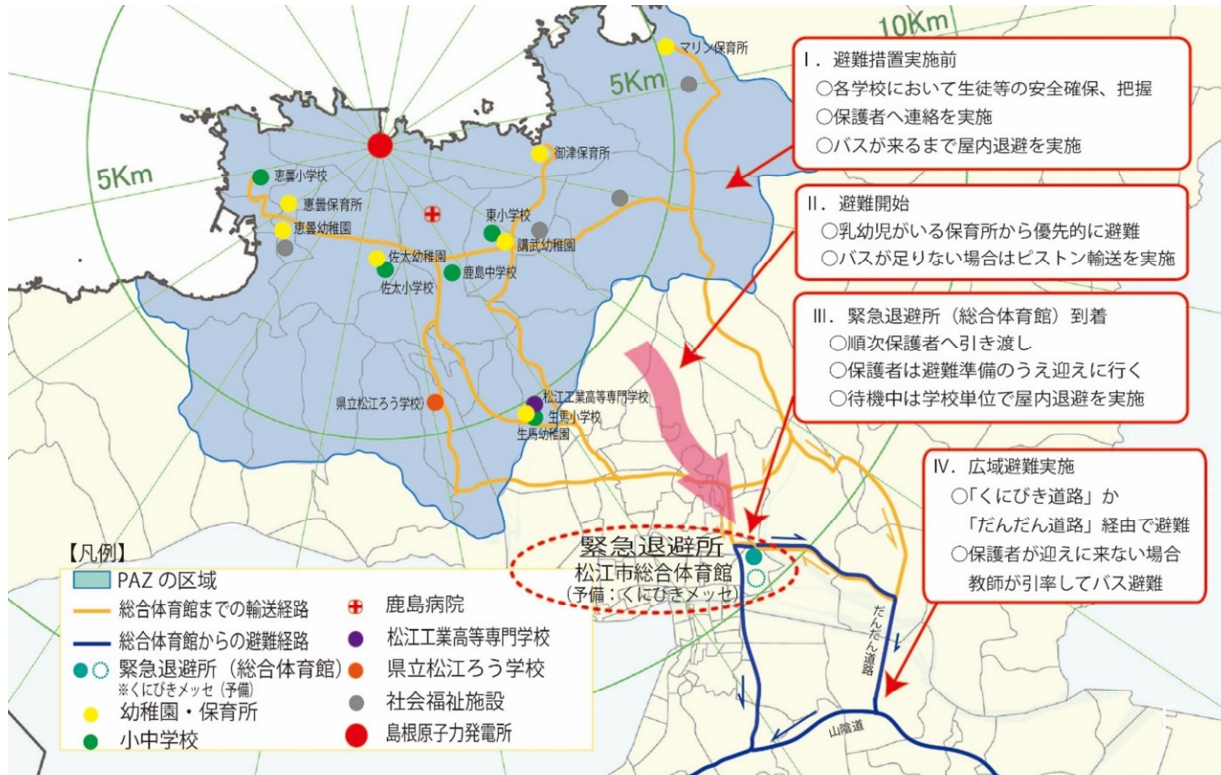 10Km
5Km
5Km
マリン保育所
御津保育所
恵曇小学校
恵曇保育所
恵曇幼稚園
東小学校
講武幼稚園
佐太幼稚園
佐太小学校
鹿島中学校
県立松江ろう学校)
松江工業高等専門学校
生馬小学校
生馬幼稚園
Ⅰ．避難措置実施前
○各学校において生徒等の安全確保、把握
○保護者へ連絡を実施
○バスが来るまで屋内退避を実施
Ⅱ．避難開始
○乳幼児がいる保育所から優先的に避難
○バスが足りない場合はピストン輸送を実施
Ⅲ．緊急退避所（総合体育館）到着
○順次保護者へ引き渡し
○保護者は避難準備のうえ迎えに行く
○待機中は学校単位で屋内退避を実施
Ⅳ．広域避難実施
○「くにびき道路」か
「だんだん道路」経由で避難
○保護者が迎えに来ない場合
教師が引率してバス避難
緊急退避所
松江市総合体育館
（予備：くにびきメッセ）
だんだん道路
山陰道
【凡例】
PAZの区域
総合体育館までの輸送経路
総合体育館からの避難経路
緊急退避所（総合体育館）
※くにびきメッセ（予備）
幼稚園・保育所
小中学校
鹿島病院
松江工業高等専門学校
県立松江ろう学校
社会福祉施設
島根原子力発電所